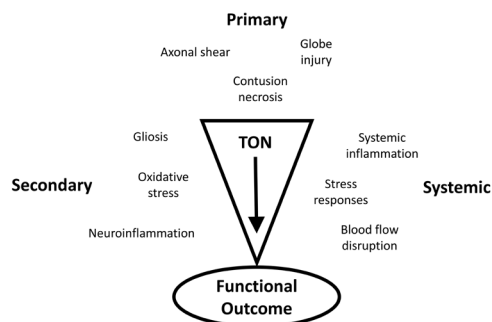 Primary
Axonal shear
Globe
injury
Contusion
necrosis
Gliosis
TON
Systemic
inflammation
Secondary
Oxidative
stress
Stress
responses
Systemic
Neuroinflammation
Blood flow
disruption
Functional
Outcome